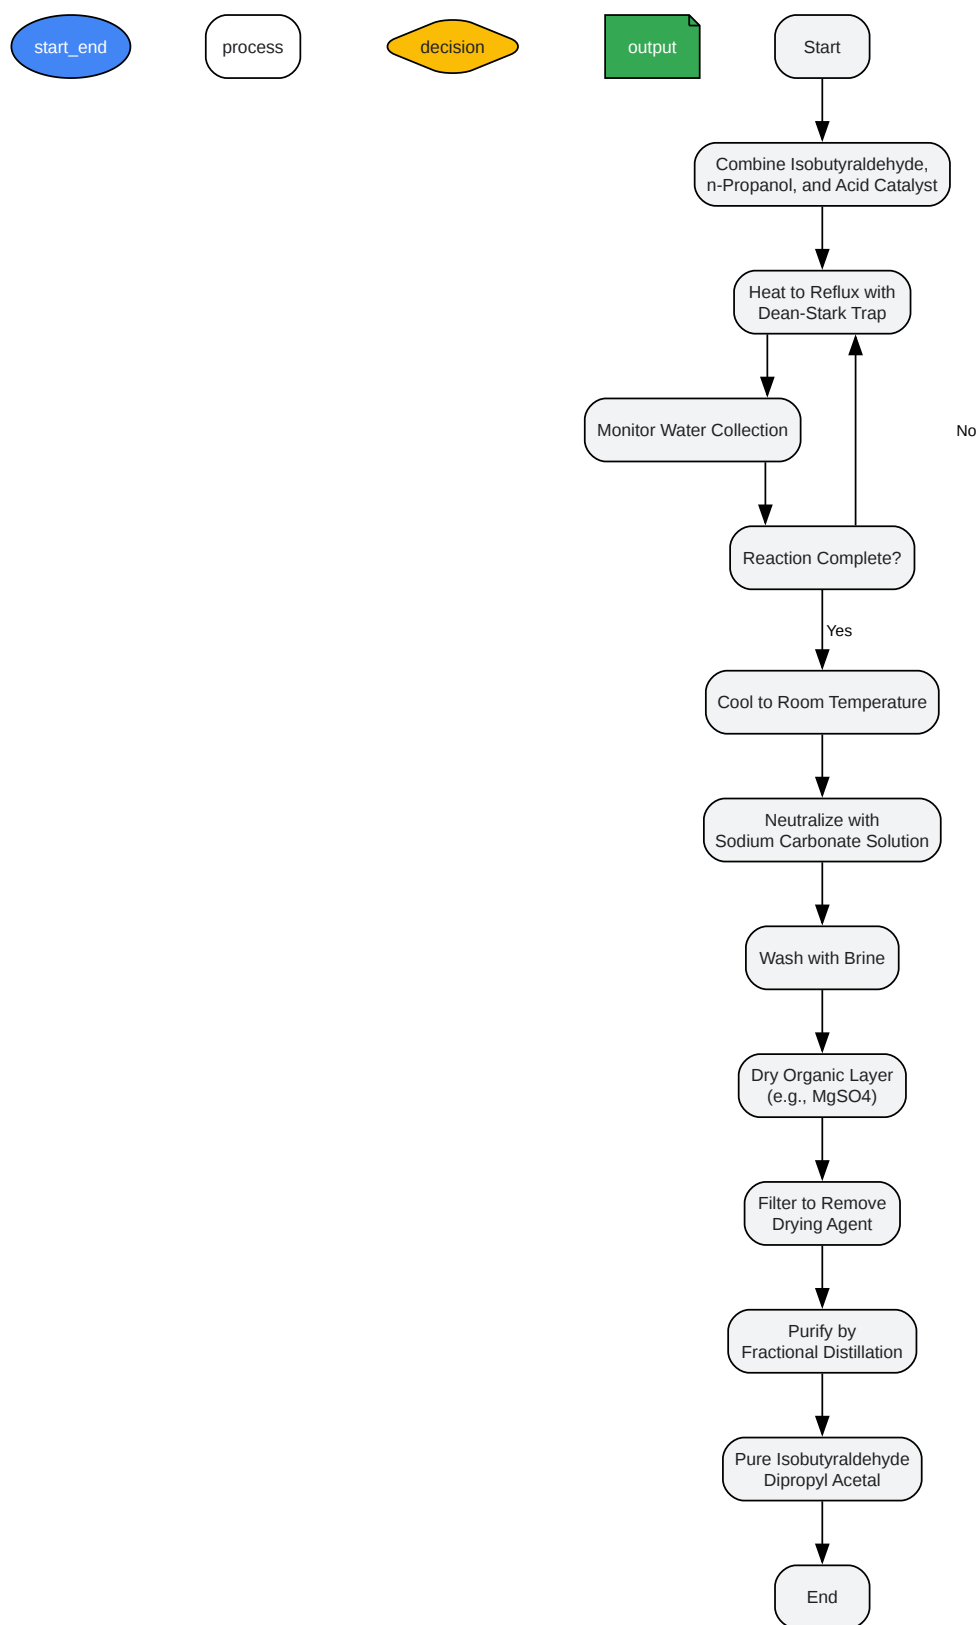 start_end
process
decision
output
Start
Combine Isobutyraldehyde,
n-Propanol, and Acid Catalyst
Heat to Reflux with
Dean-Stark Trap
Monitor Water Collection
No
Reaction Complete?
Yes
Cool to Room Temperature
Neutralize with
Sodium Carbonate Solution
Wash with Brine
Dry Organic Layer
(e.g., MgSO4)
Filter to Remove
Drying Agent
Purify by
Fractional Distillation
Pure Isobutyraldehyde
Dipropyl Acetal
End